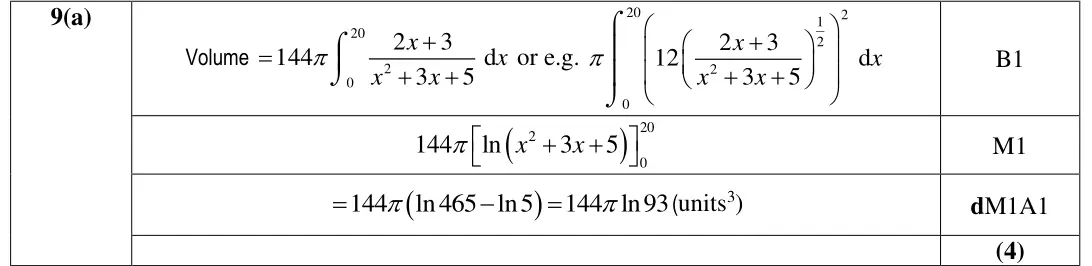 9(a)
Volume = 144π ∫₀²⁰ (2x + 3)/(x² + 3x + 5) dx or e.g. π ∫₀²⁰ (12((2x + 3)/(x² + 3x + 5))^(1/2))² dx B1
144π [ln (x² + 3x + 5)]₀²⁰ M1
= 144π (ln 465 − ln 5) = 144π ln 93 (units³) dM1A1
(4)